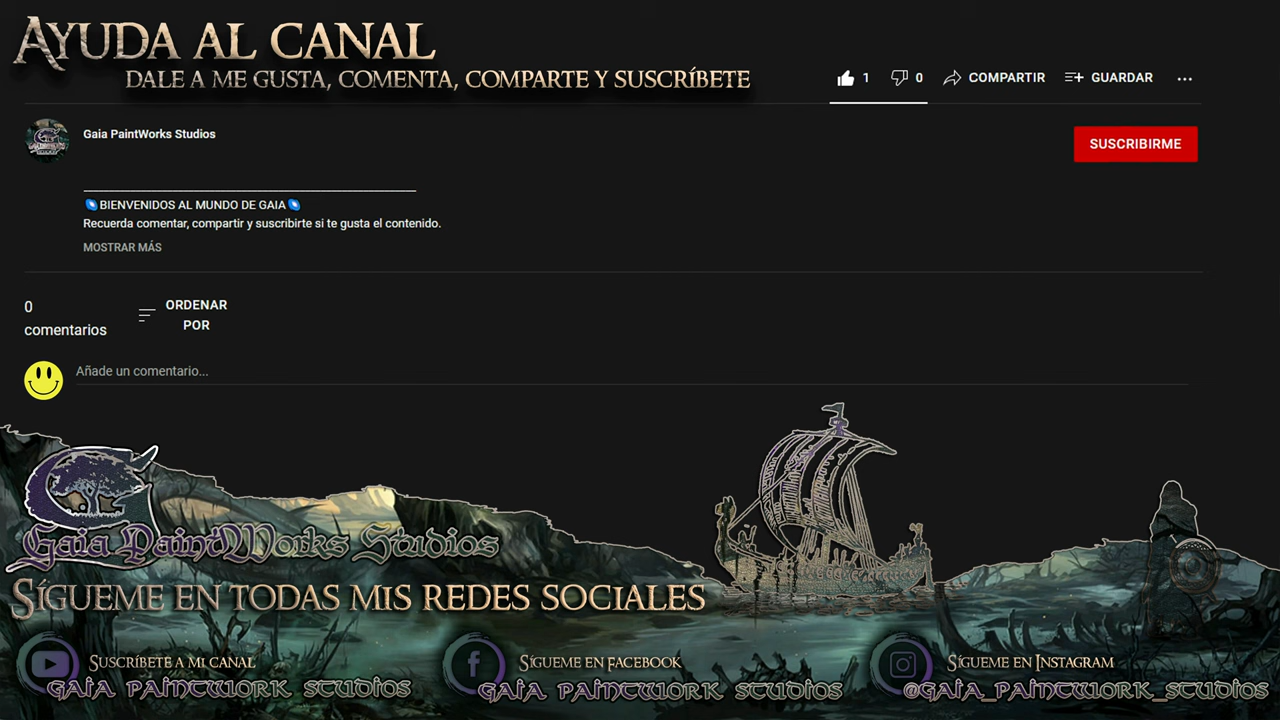 AYUDA AL CANAL
DALE A ME GUSTA, COMENTA, COMPARTE Y SUSCRÍBETE
1 0 COMPARTIR GUARDAR ...
Gaia PaintWorks Studios
SUSCRIBIRME
BIENVENIDOS AL MUNDO DE GAIA
Recuerda comentar, compartir y suscribirte si te gusta el contenido.
MOSTRAR MÁS
0
comentarios
ORDENAR
POR
Añade un comentario...
Gaia PaintWorks Studios
SÍGUEME EN TODAS MIS REDES SOCIALES
SUSCRÍBETE A MI CANAL
GAIA PAINTWORK STUDIOS
SÍGUEME EN FACEBOOK
GAIA PAINTWORK STUDIOS
SÍGUEME EN INSTAGRAM
@GAIA_PAINTWORK_STUDIOS